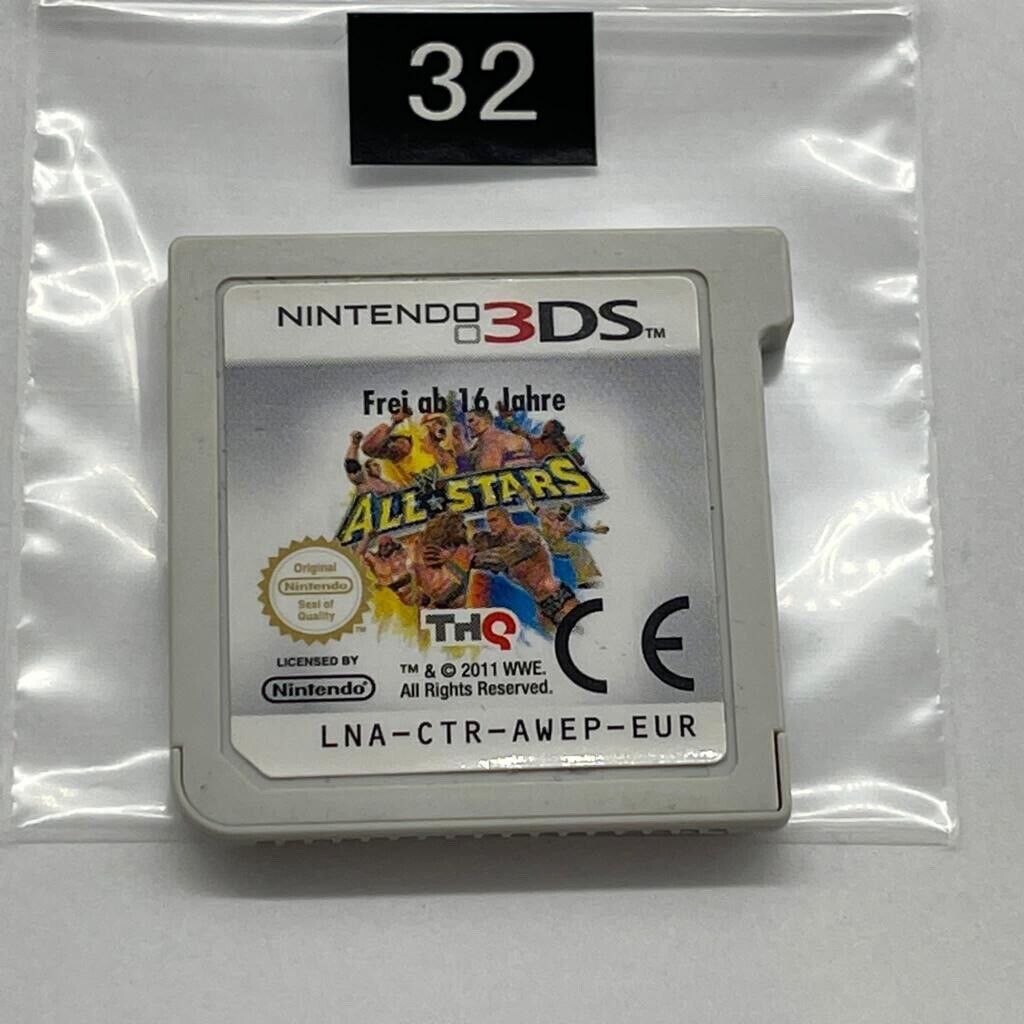 32
NINTENDO 3DS™
Frei ab 16 Jahre
W
ALL★STARS
Original
Nintendo
Seal of
Quality
™
THQ
CE
LICENSED BY
Nintendo®
™ & © 2011 WWE.
All Rights Reserved.
LNA-CTR-AWEP-EUR